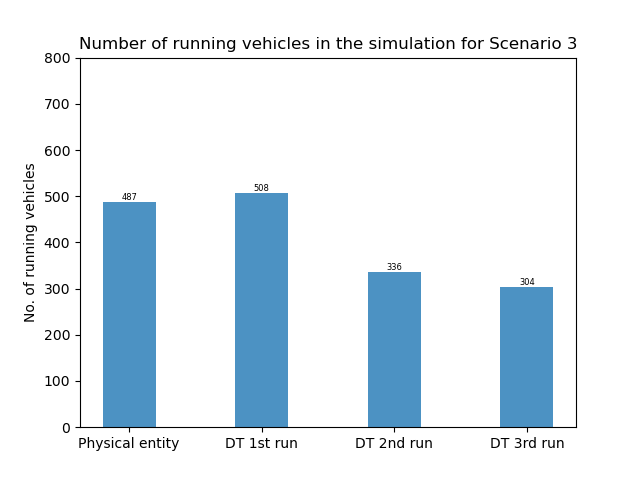 Number of running vehicles in the simulation for Scenario 3
800
700
600
500
400
300
200
100
0
No. of running vehicles
487
508
336
304
Physical entity
DT 1st run
DT 2nd run
DT 3rd run